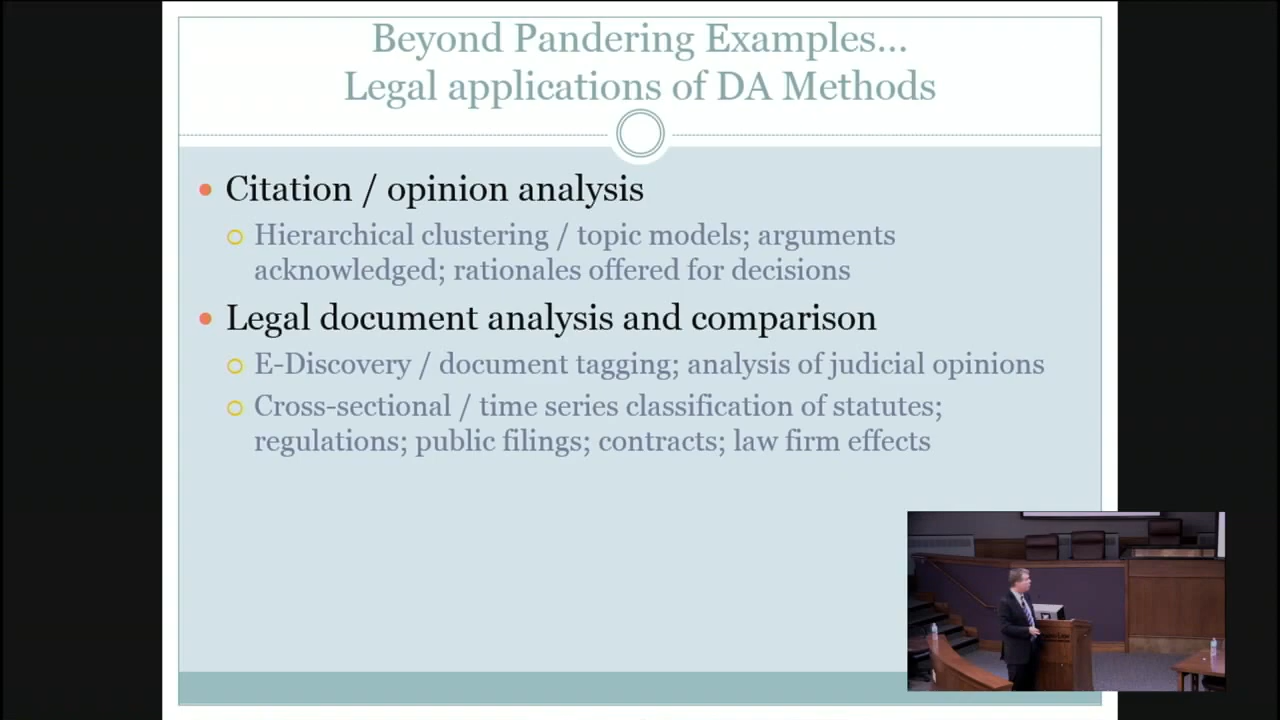 Beyond Pandering Examples...
Legal applications of DA Methods
Citation / opinion analysis
Hierarchical clustering / topic models; arguments
acknowledged; rationales offered for decisions
Legal document analysis and comparison
E-Discovery / document tagging; analysis of judicial opinions
Cross-sectional / time series classification of statutes;
regulations; public filings; contracts; law firm effects